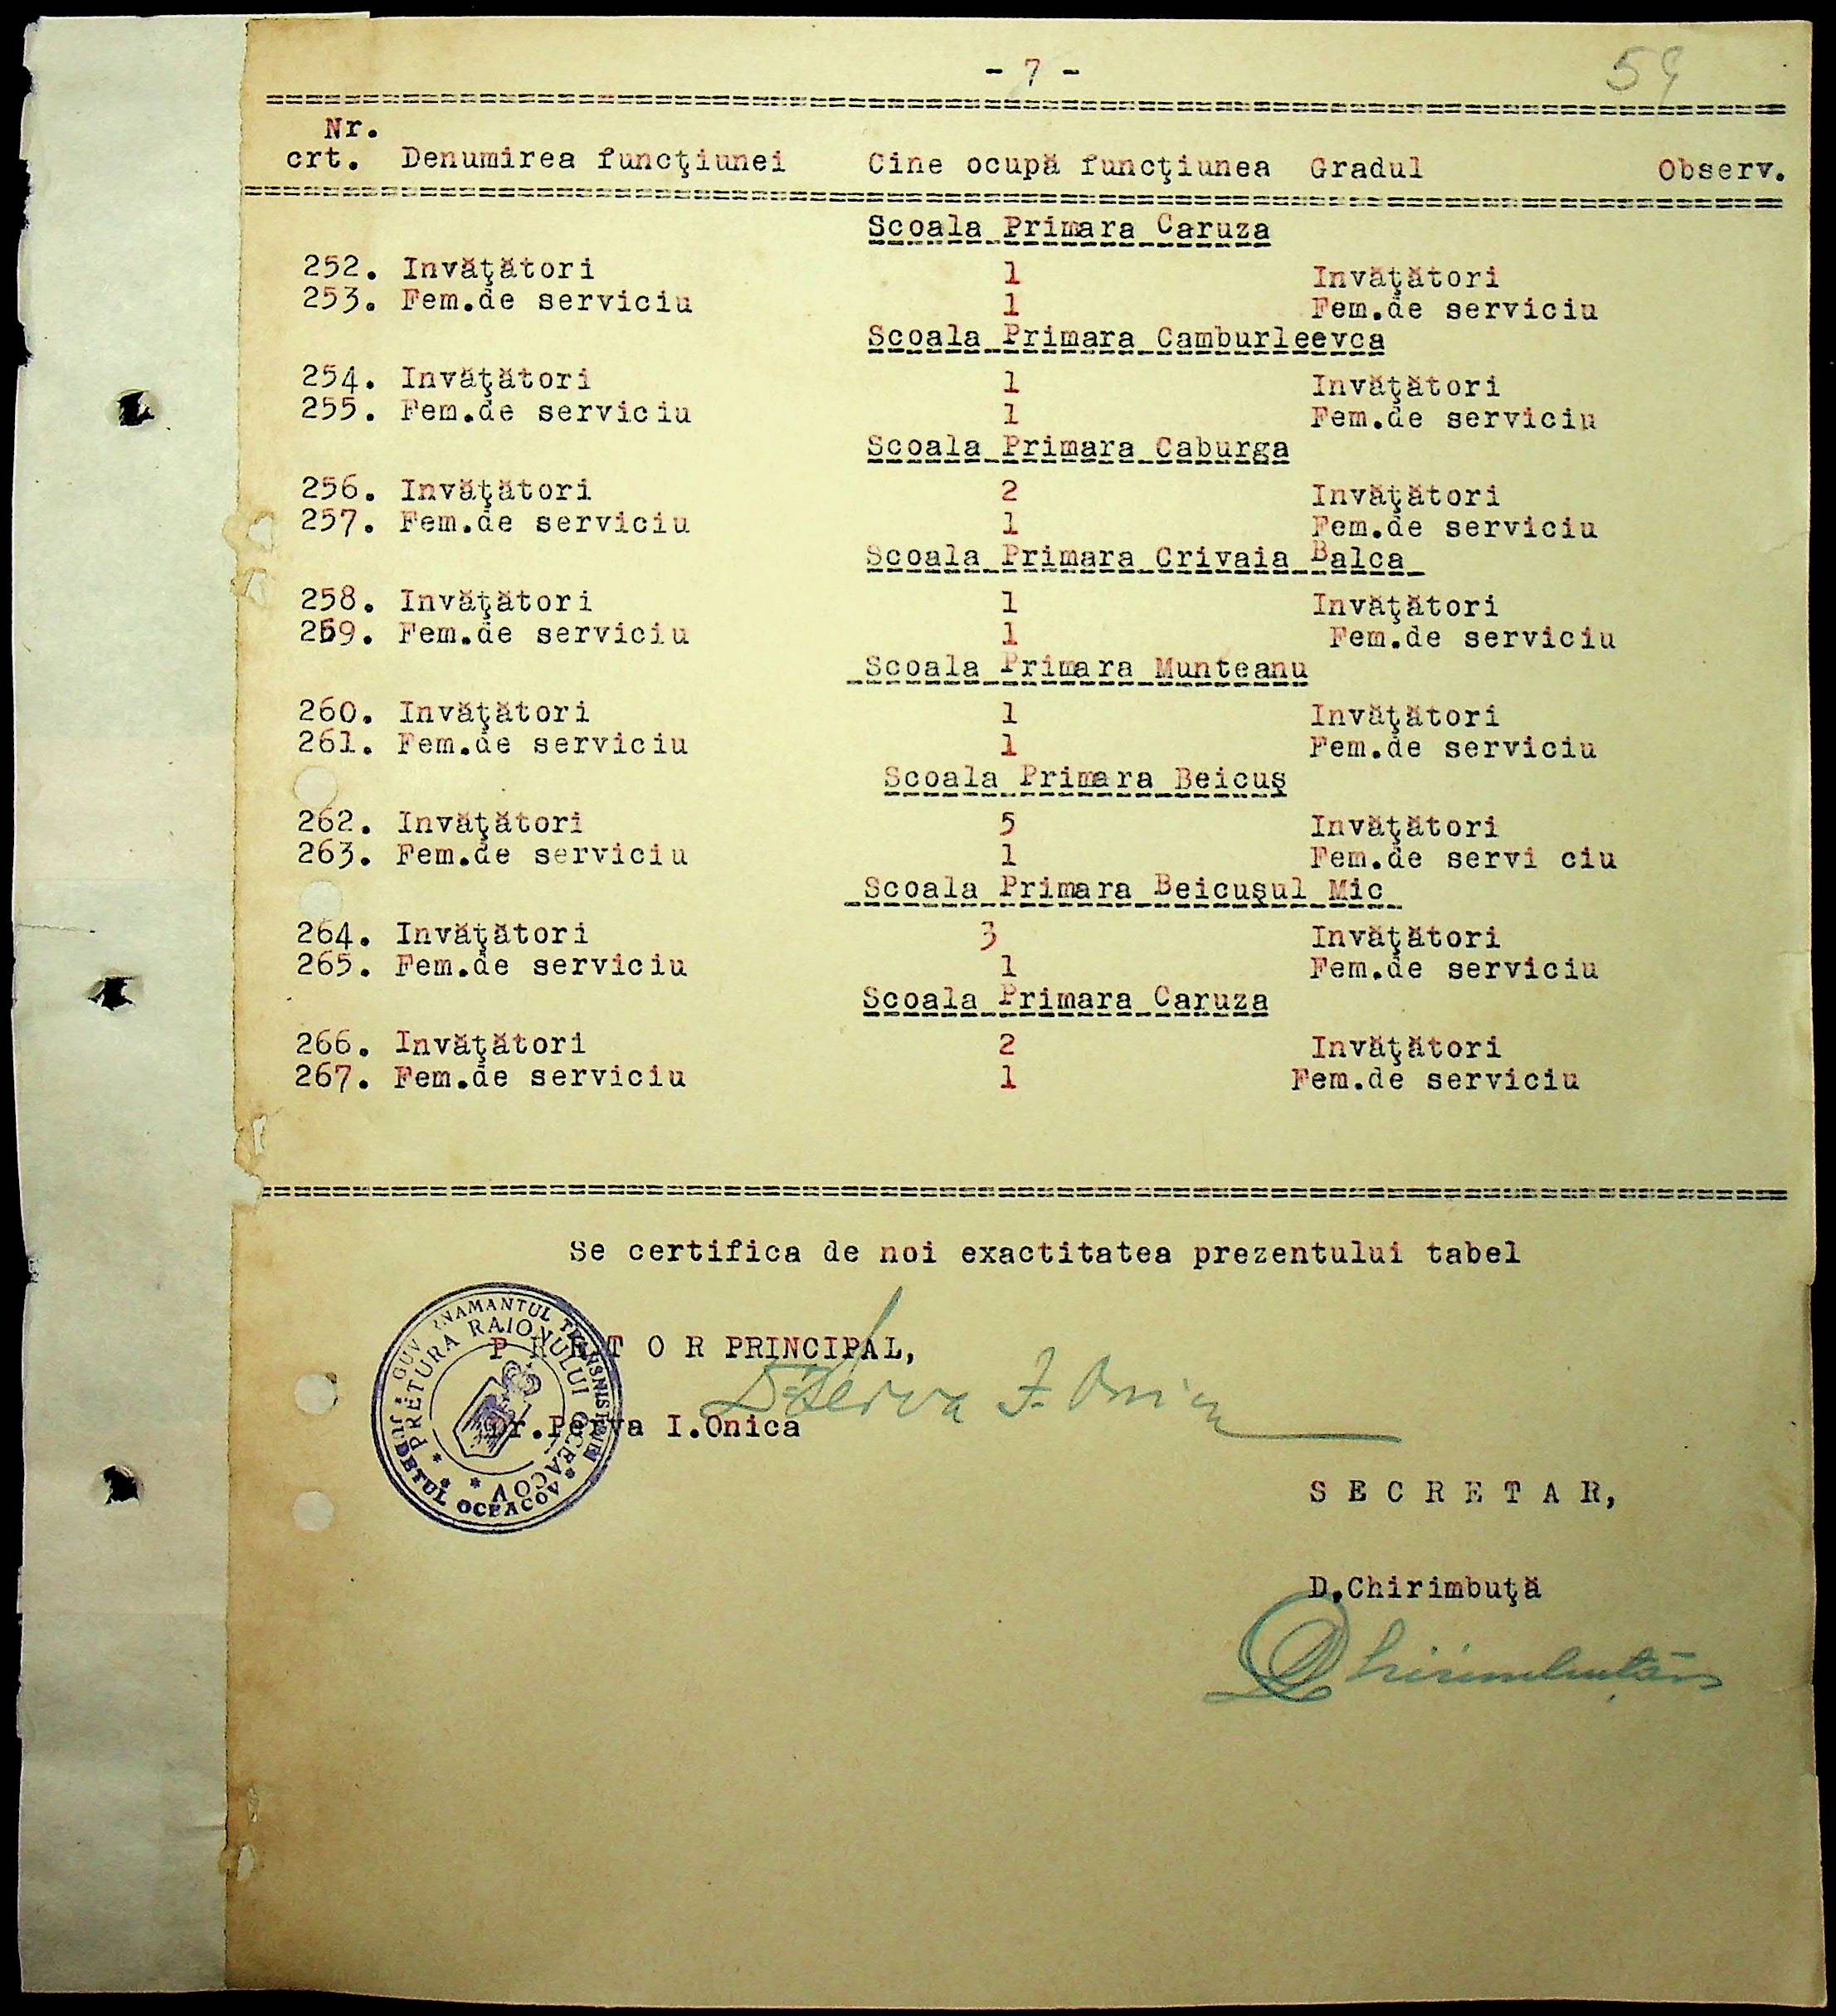 - 7 - 59
Nr.
crt. Denumirea funcţiunei Cine ocupă funcţiunea Gradul Observ.
Scoala Primara Caruza
252. Invăţători 1 Invăţători
253. Fem.de serviciu 1 Fem.de serviciu
Scoala Primara Camburleevca
254. Invăţători 1 Invăţători
255. Fem.de serviciu 1 Fem.de serviciu
Scoala Primara Caburga
256. Invăţători 2 Invăţători
257. Fem.de serviciu 1 Fem.de serviciu
Scoala Primara Crivaia Balca
258. Invăţători 1 Invăţători
259. Fem.de serviciu 1 Fem.de serviciu
Scoala Primara Munteanu
260. Invăţători 1 Invăţători
261. Fem.de serviciu 1 Fem.de serviciu
Scoala Primara Beicuş
262. Invăţători 5 Invăţători
263. Fem.de serviciu 1 Fem.de servi ciu
Scoala Primara Beicuşul Mic
264. Invăţători 3 Invăţători
265. Fem.de serviciu 1 Fem.de serviciu
Scoala Primara Caruza
266. Invăţători 2 Invăţători
267. Fem.de serviciu 1 Fem.de serviciu
Se certifica de noi exactitatea prezentului tabel
P R E T O R PRINCIPAL,
Dr.Perva I.Onica
GUVERNAMANTUL TRANSNISTRIEI
JUDETUL OCEACOV
PRETURA RAIONULUI OCEACOV
S E C R E T A R,
D.Chirimbuţă